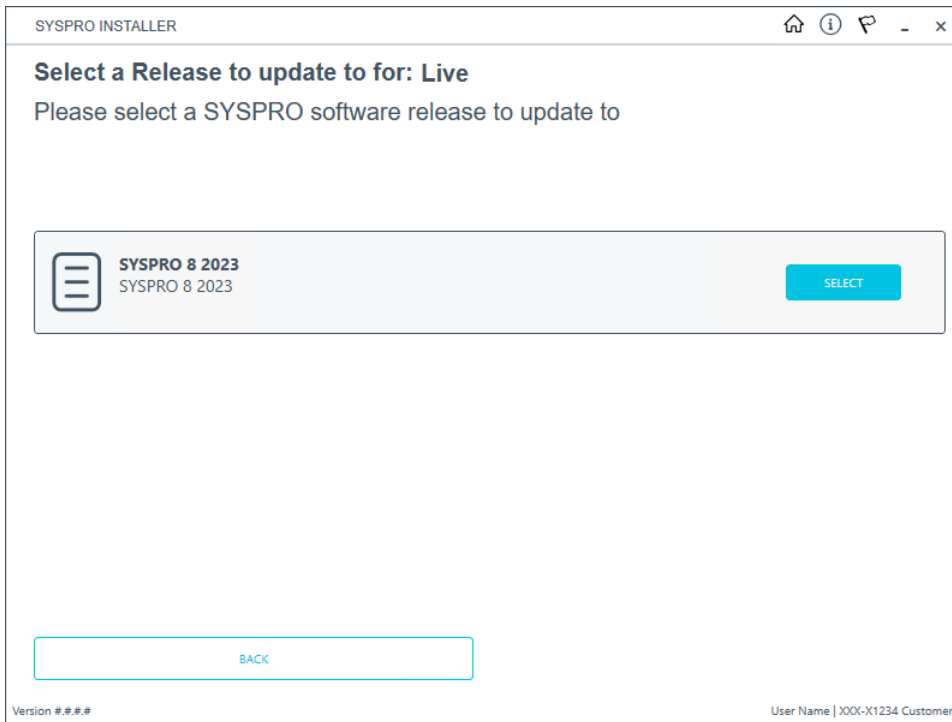 SYSPRO INSTALLER
Select a Release to update to for: Live
Please select a SYSPRO software release to update to
SYSPRO 8 2023
SYSPRO 8 2023
SELECT
BACK
Version #.#.#.#
User Name | XXX-X1234 Customer